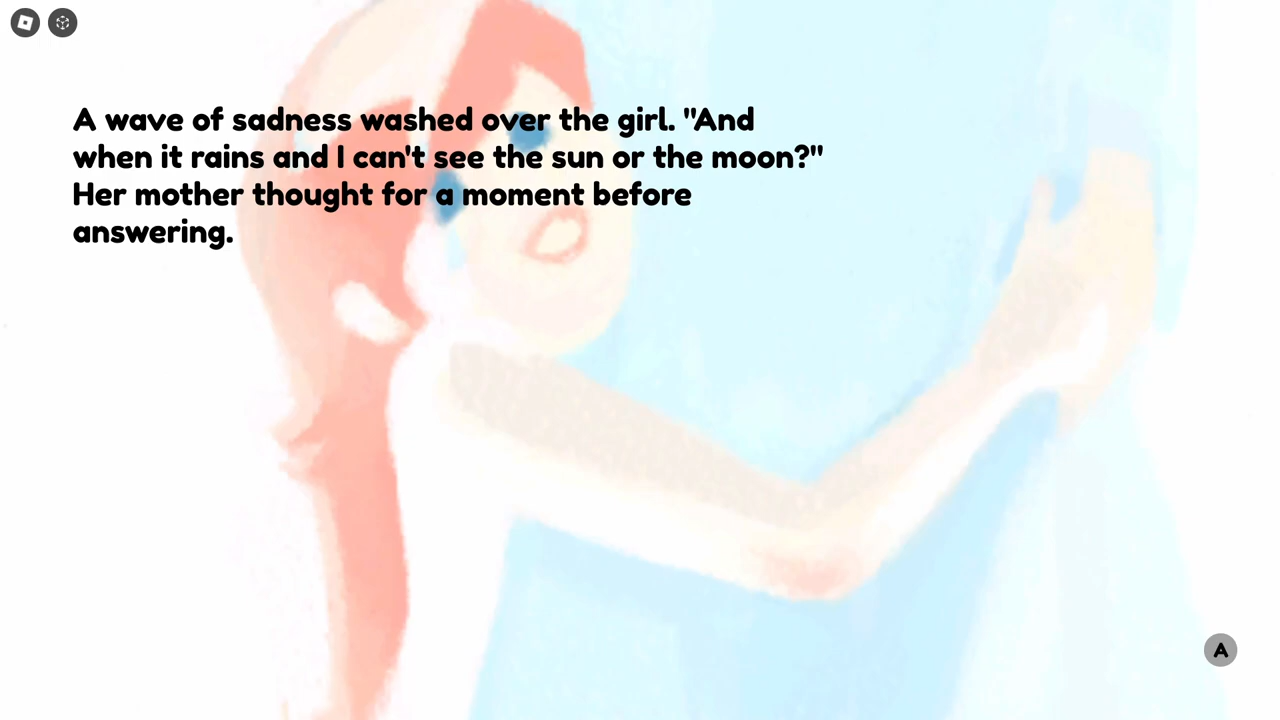 A wave of sadness washed over the girl. "And
when it rains and I can't see the sun or the moon?"
Her mother thought for a moment before
answering.
A